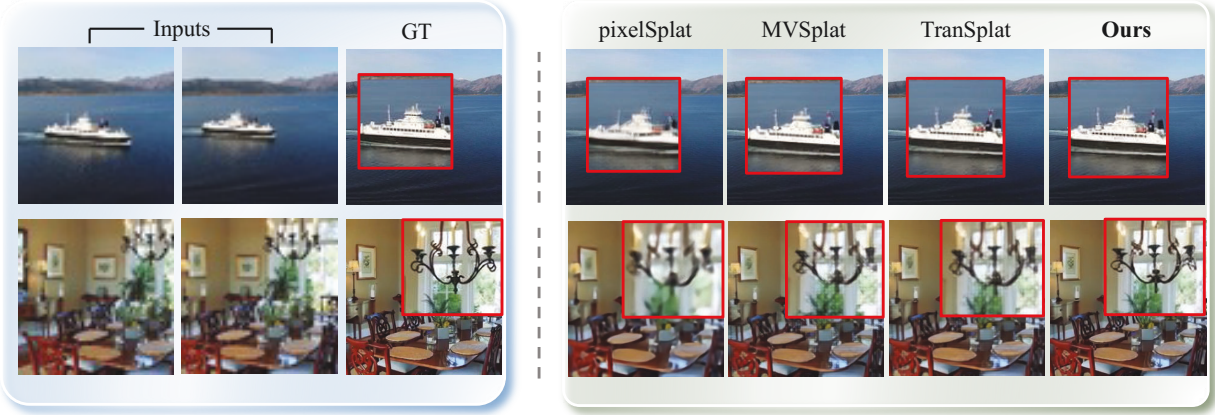 Inputs
GT
pixelSplat
MVSplat
TranSplat
Ours